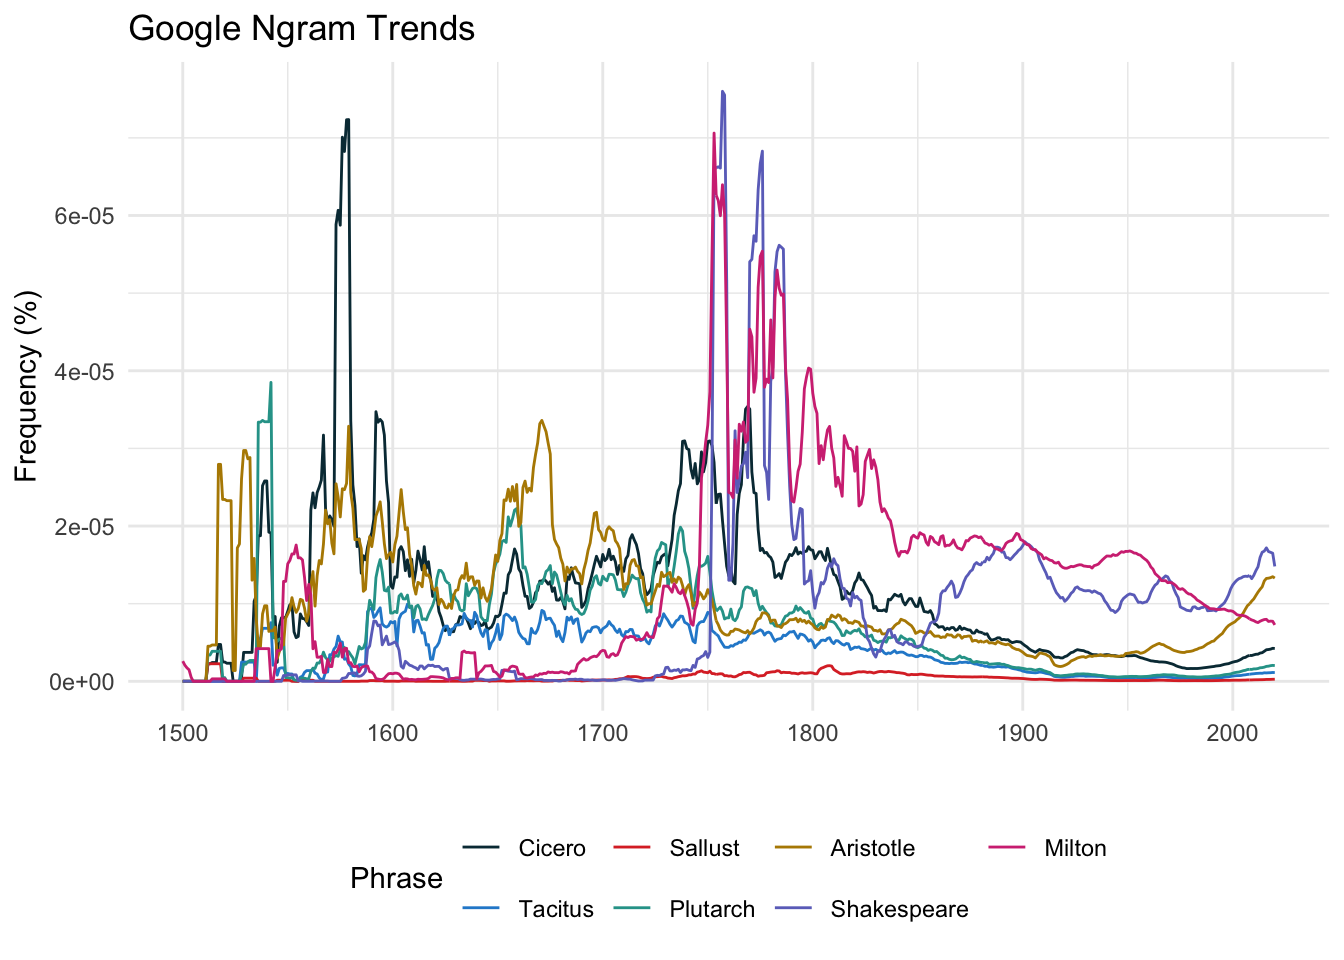 Google Ngram Trends
Frequency (%)
6e-05
4e-05
2e-05
0e+00
1500 1600 1700 1800 1900 2000
Phrase
Cicero Sallust Aristotle Milton
Tacitus Plutarch Shakespeare